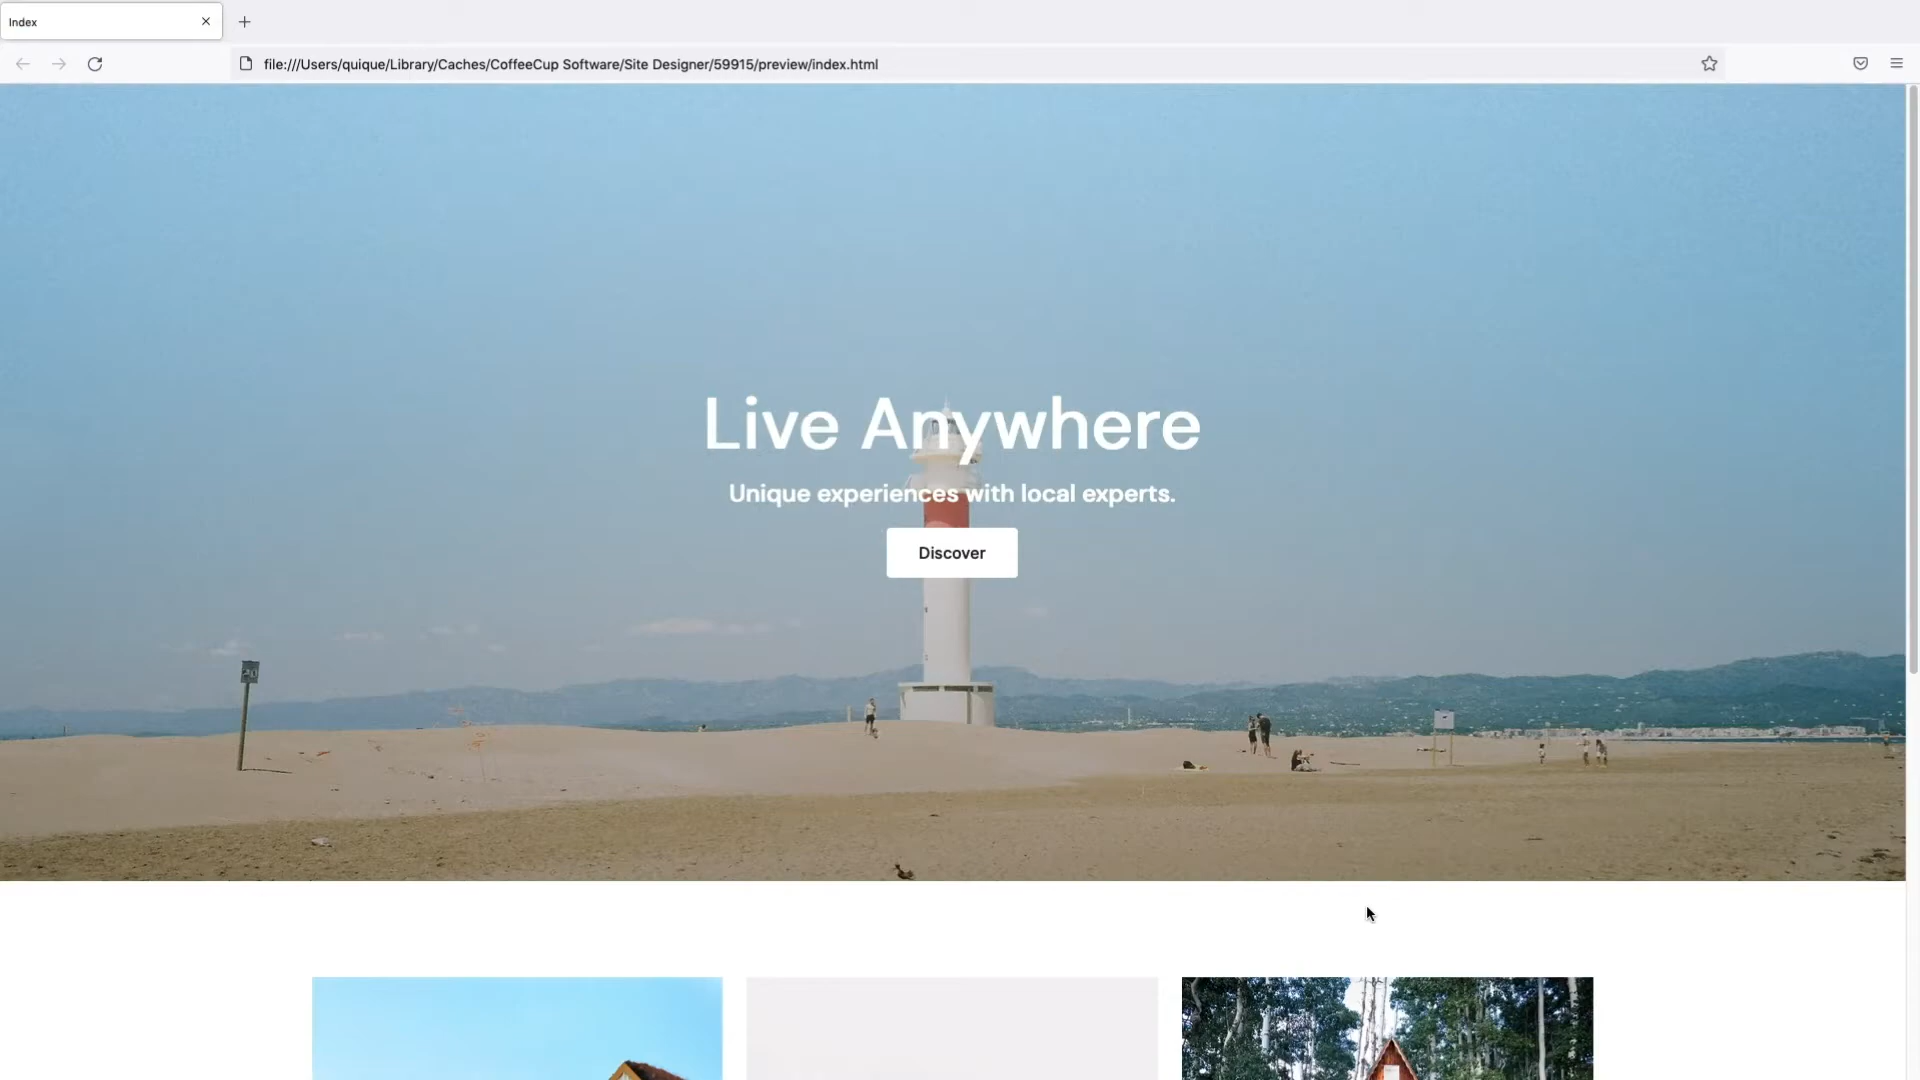 Index
file:///Users/quique/Library/Caches/CoffeeCup Software/Site Designer/59915/preview/index.html
Live Anywhere
Unique experiences with local experts.
Discover